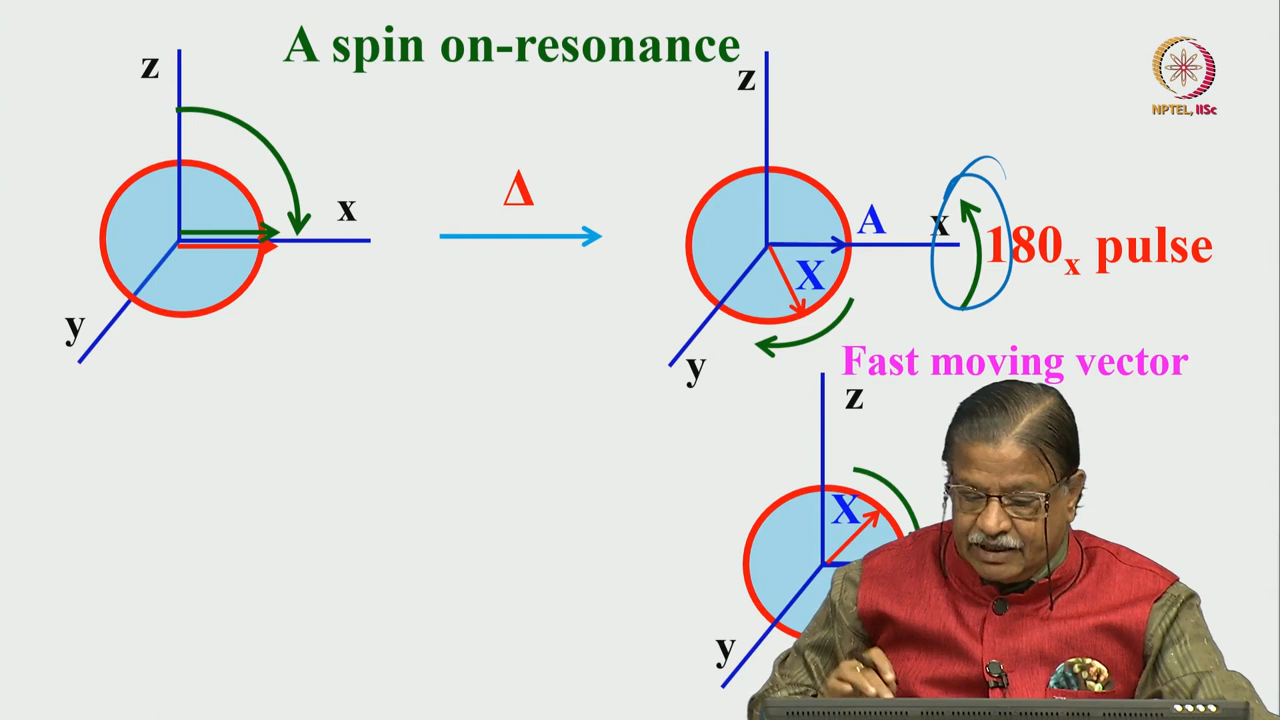 A spin on-resonance
NPTEL, IISc
z
x
y
Δ
z
A
X
x
y
180x pulse
Fast moving vector
z
X
y